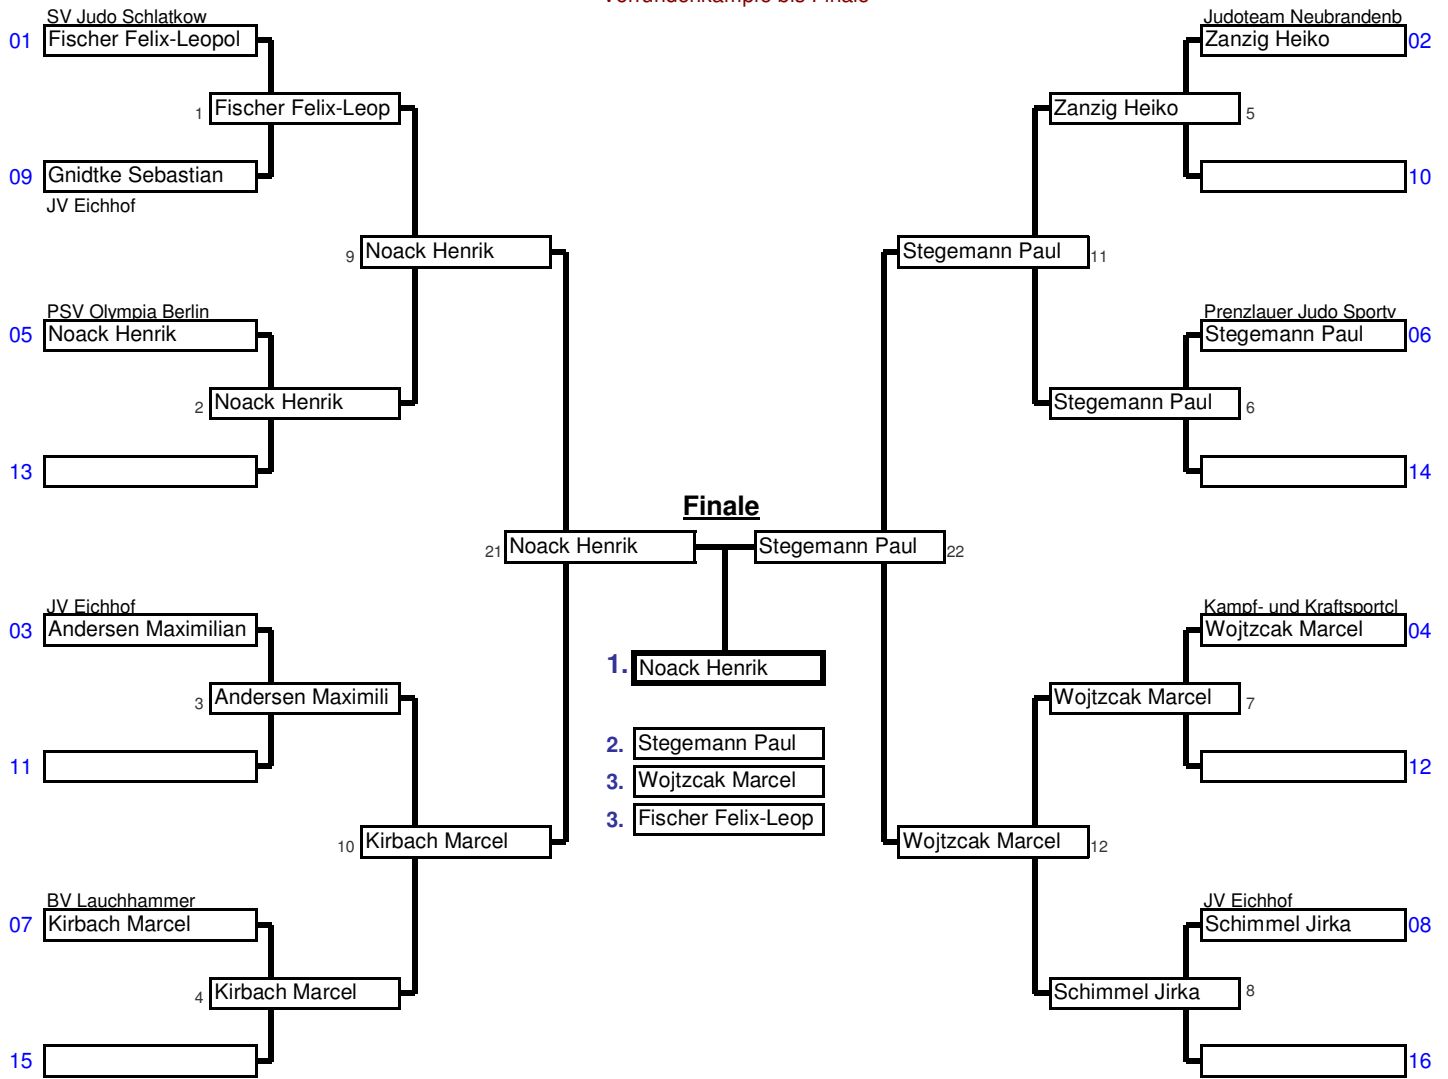 Vorrundenkämpfe bis Finale
SV Judo Schlatkow
01 Fischer Felix-Leopol
1 Fischer Felix-Leop
09 Gnidtke Sebastian
JV Eichhof
9 Noack Henrik
PSV Olympia Berlin
05 Noack Henrik
2 Noack Henrik
13
21 Noack Henrik
JV Eichhof
03 Andersen Maximilian
3 Andersen Maximili
11
10 Kirbach Marcel
BV Lauchhammer
07 Kirbach Marcel
4 Kirbach Marcel
15
Finale
1. Noack Henrik
2. Stegemann Paul
3. Wojtzcak Marcel
3. Fischer Felix-Leop
Judoteam Neubrandenb
Zanzig Heiko 02
Zanzig Heiko 5
10
Stegemann Paul 11
Prenzlauer Judo Sportv
Stegemann Paul 06
Stegemann Paul 6
14
Stegemann Paul 22
Kampf- und Kraftsportcl
Wojtzcak Marcel 04
Wojtzcak Marcel 7
12
Wojtzcak Marcel 12
JV Eichhof
Schimmel Jirka 08
Schimmel Jirka 8
16